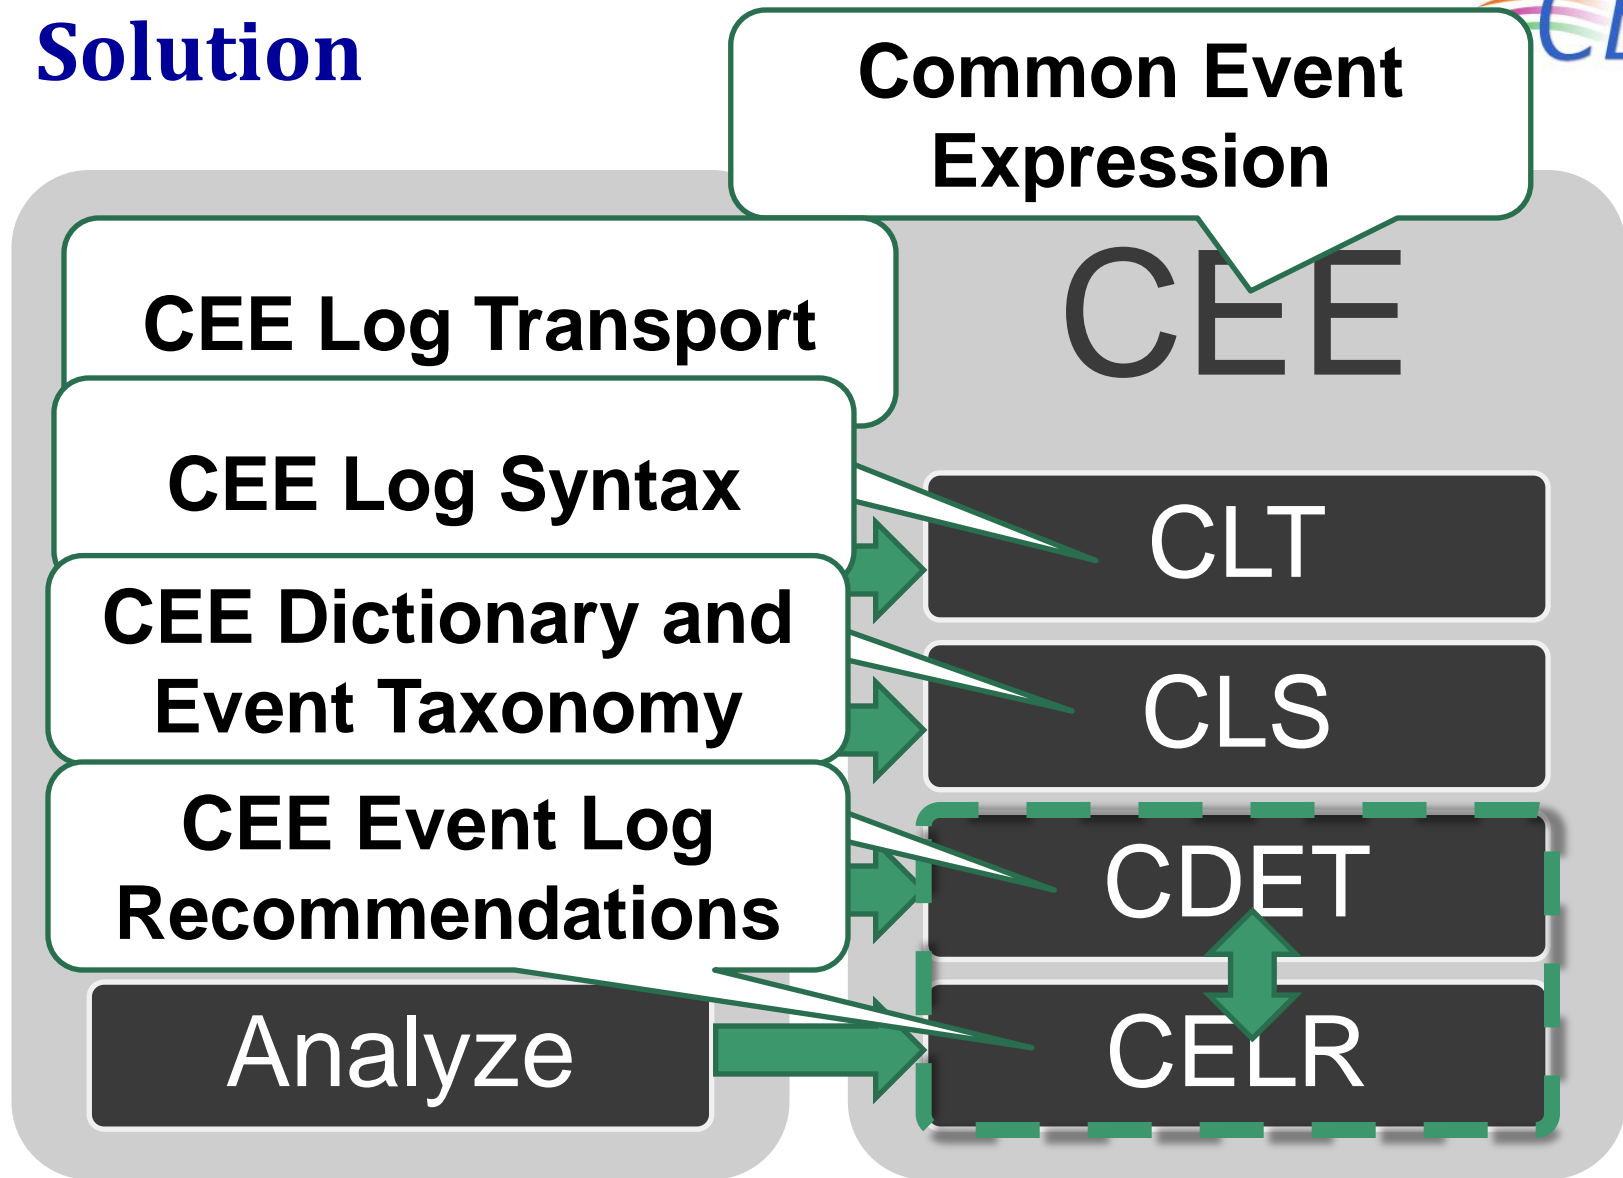 Solution
Common Event
Expression
CEE Log Transport
CEE
CEE Log Syntax
CLT
CEE Dictionary and
Event Taxonomy
CLS
CEE Event Log
Recommendations
CDET
Analyze
CELR